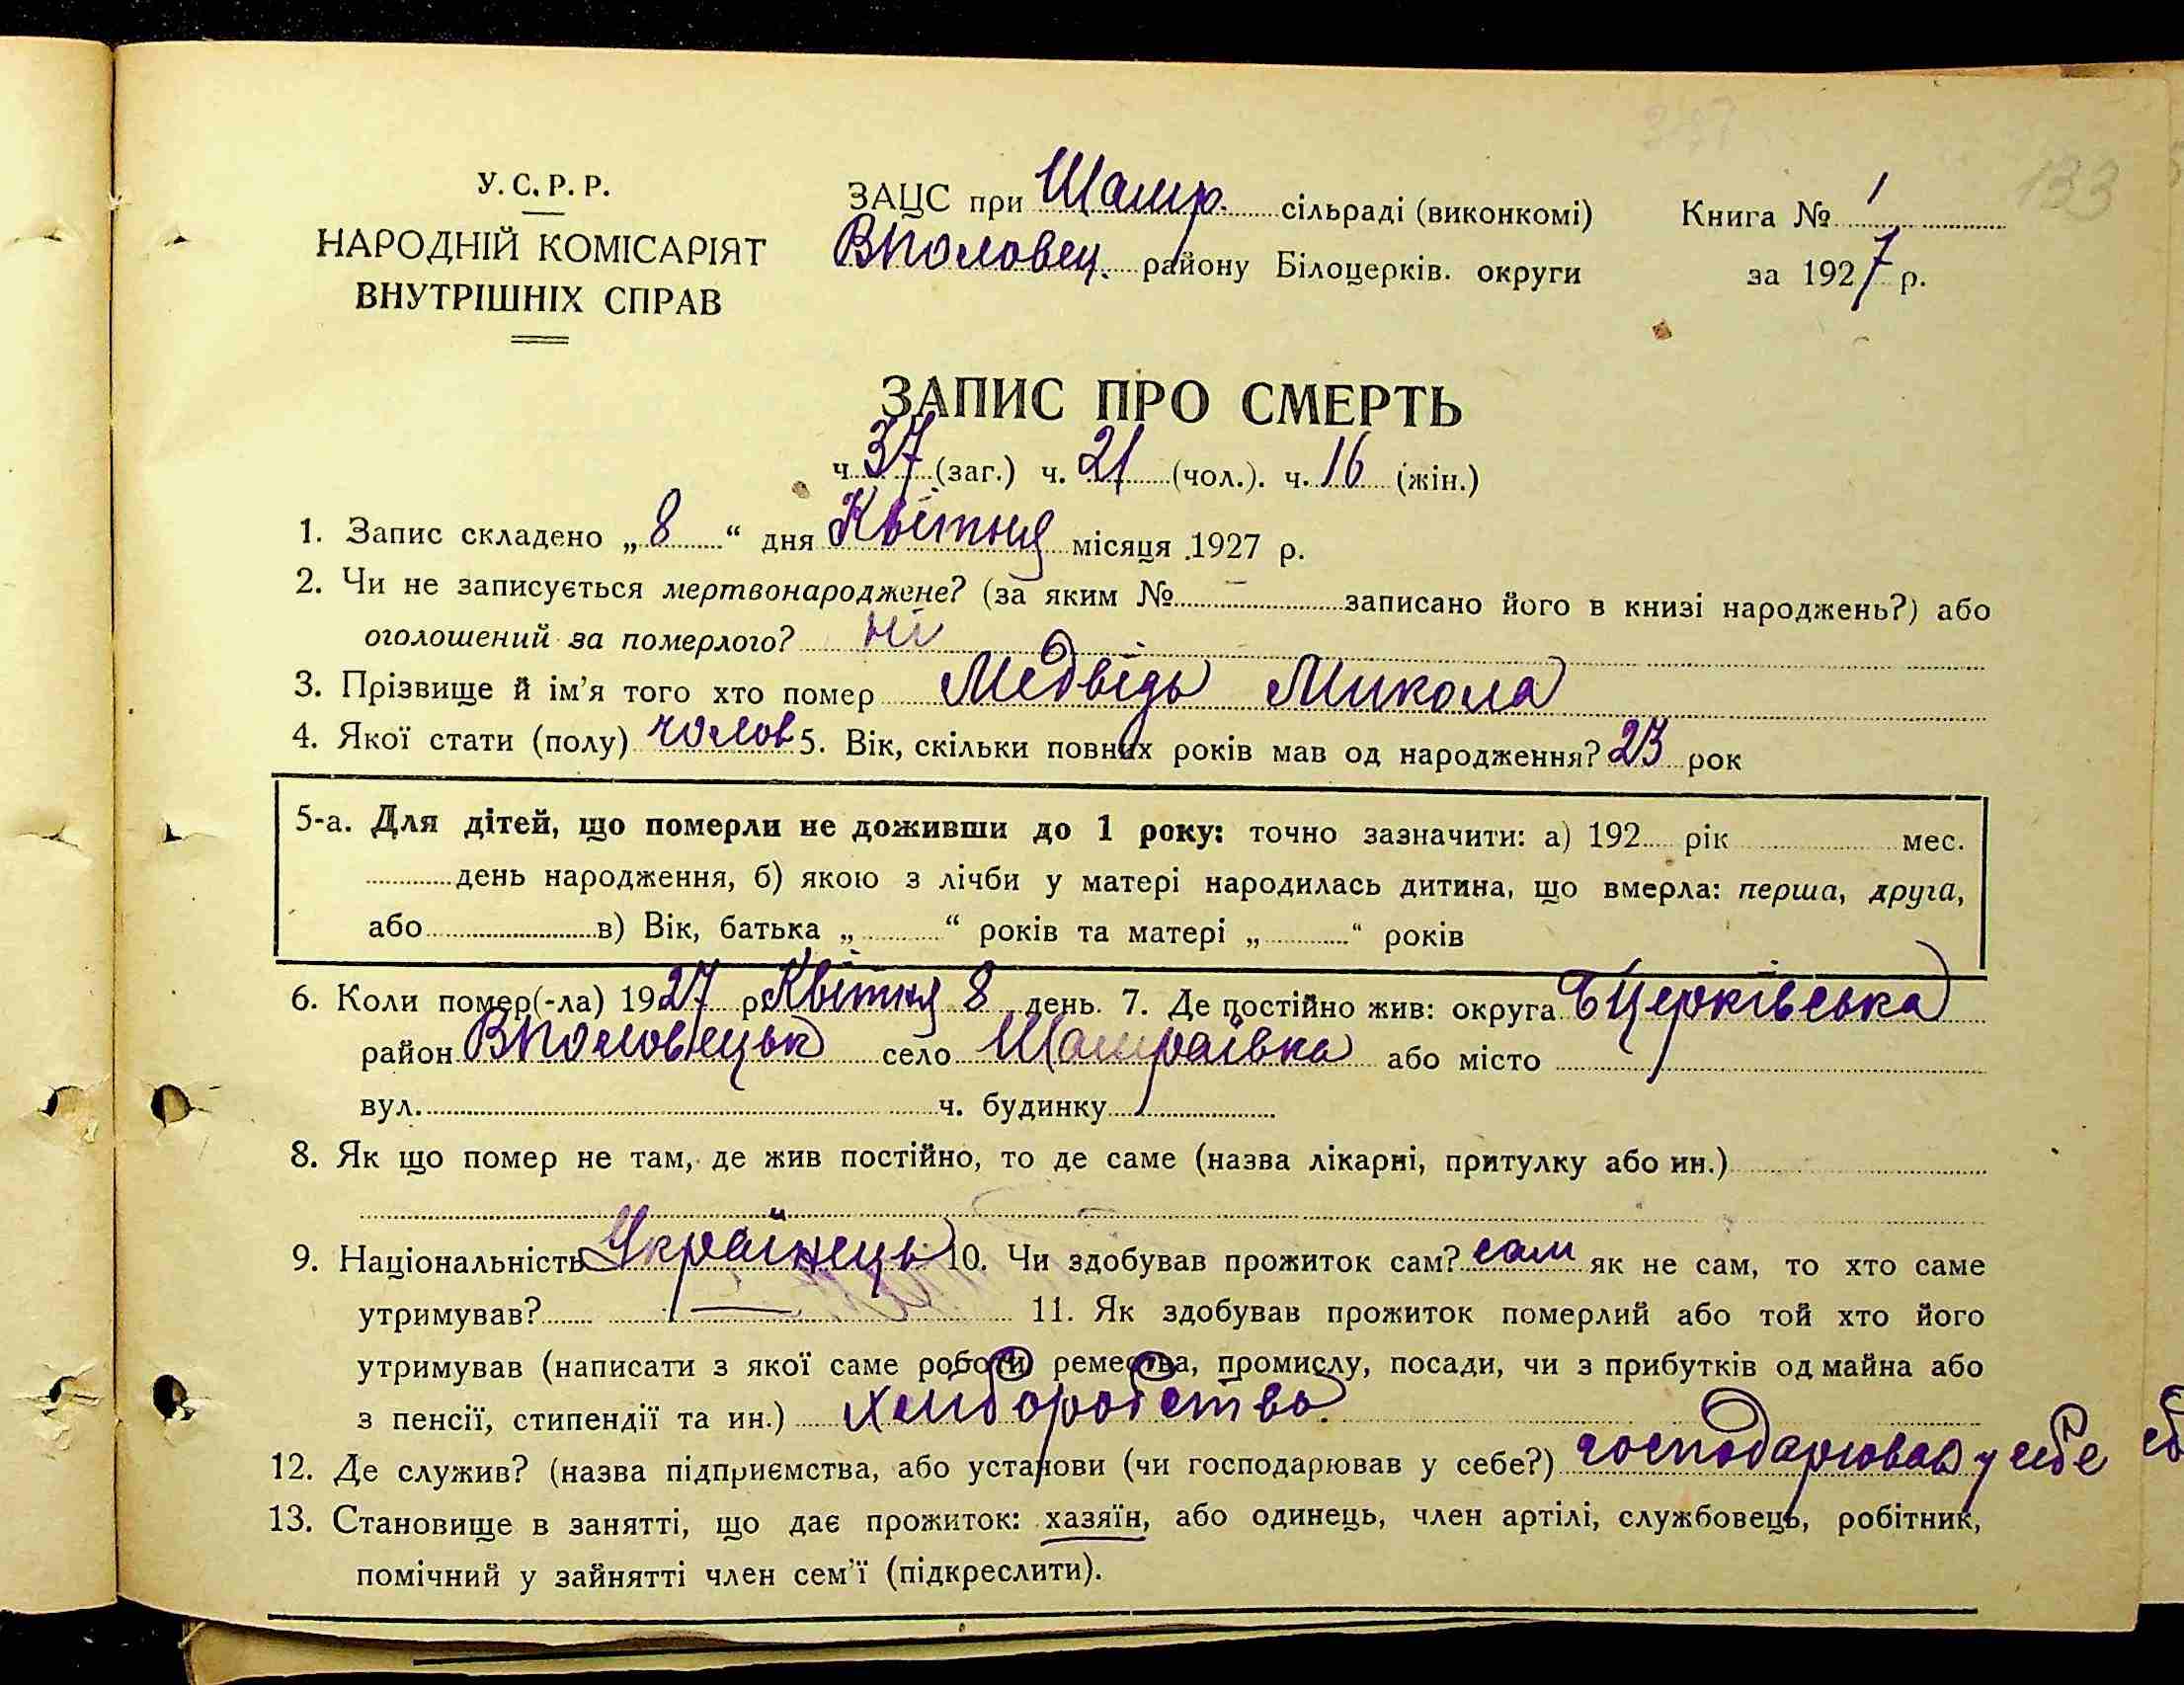 133
У. С. Р. Р.
НАРОДНІЙ КОМІСАРІЯТ
ВНУТРІШНІХ СПРАВ
ЗАЦС при Шамр. сільраді (виконкомі)
ВПоловец. району Білоцерків. округи
Книга № 1
за 1927 р.
ЗАПИС ПРО СМЕРТЬ
ч. 37 (заг.) ч. 21 (чол.). ч. 16 (жін.)
1. Запис складено „ 8 “ дня Квітня місяця 1927 р.
2. Чи не записується мертвонароджене? (за яким № – записано його в книзі народжень?) або
оголошений за померлого? ні
3. Прізвище й ім’я того хто помер Медвідь Микола
4. Якої стати (полу) чолов 5. Вік, скільки повних років мав од народження? 23 рок
5-а. Для дітей, що померли не доживши до 1 року: точно зазначити: а) 192 рік мес.
день народження, б) якою з лічби у матері народилась дитина, що вмерла: перша, друга,
або в) Вік, батька „ “ років та матері „ “ років
6. Коли помер(-ла) 1927 р. Квітня 8 день. 7. Де постійно жив: округа БЦерківська
район ВПоловецьк село Шамраївка або місто
вул. ч. будинку
8. Як що помер не там, де жив постійно, то де саме (назва лікарні, притулку або ин.)
9. Національність Українець 10. Чи здобував прожиток сам? сам як не сам, то хто саме
утримував? — 11. Як здобував прожиток померлий або той хто його
утримував (написати з якої саме роботи ремества, промислу, посади, чи з прибутків од майна або
з пенсії, стипендії та ин.) хлиборобство.
12. Де служив? (назва підприємства, або установи (чи господарював у себе?) господарював у себе
13. Становище в занятті, що дає прожиток: хазяїн, або одинець, член артілі, службовець, робітник,
помічний у зайнятті член сем’ї (підкреслити).